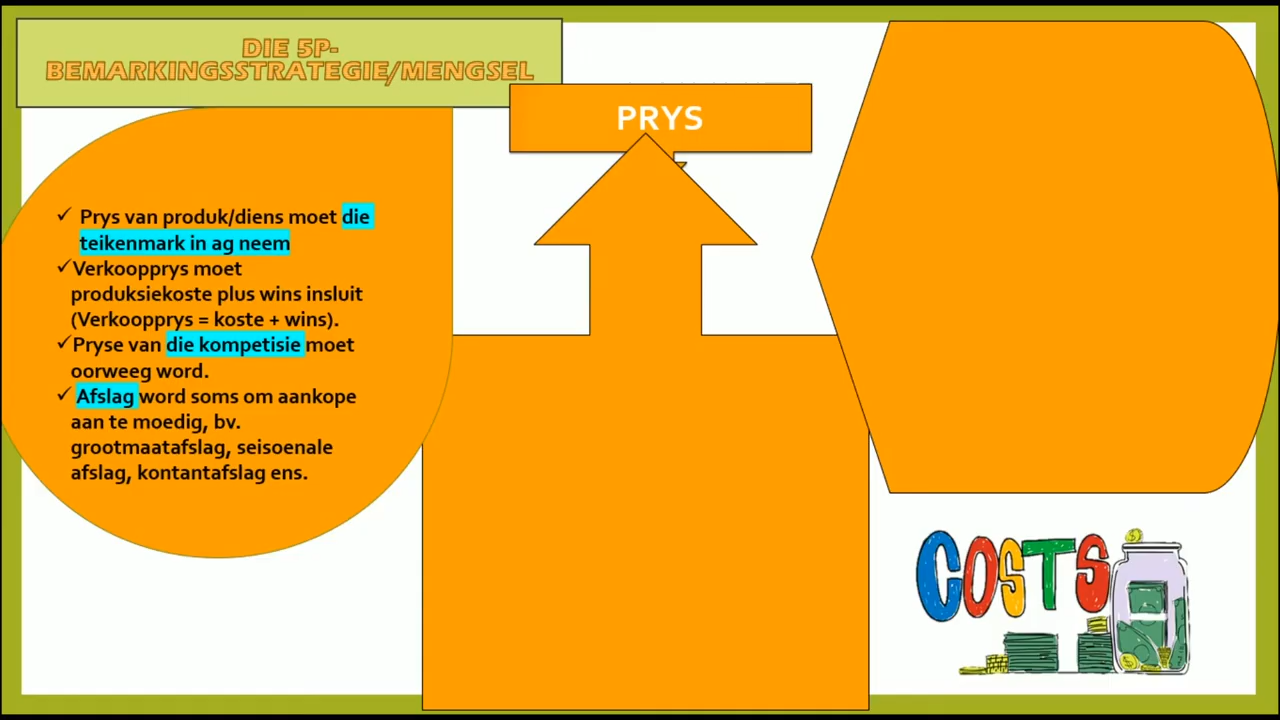 DIE 5P-
BEMARKINGSSTRATEGIE/MENGSEL
PRYS
✓ Prys van produk/diens moet die
teikenmark in ag neem
✓Verkoopprys moet
produksiekoste plus wins insluit
(Verkoopprys = koste + wins).
✓Pryse van die kompetisie moet
oorweeg word.
✓ Afslag word soms om aankope
aan te moedig, bv.
grootmaatafslag, seisoenale
afslag, kontantafslag ens.
COSTS